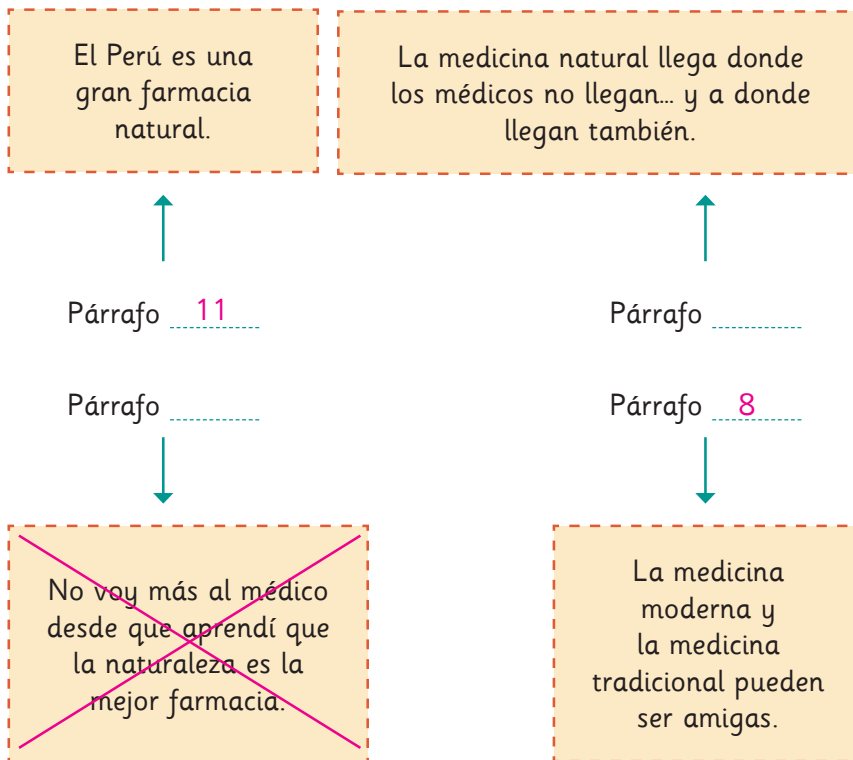 El Perú es una
gran farmacia
natural.
La medicina natural llega donde
los médicos no llegan... y a donde
llegan también.
Párrafo 11
Párrafo
Párrafo
Párrafo 8
No voy más al médico
desde que aprendí que
la naturaleza es la
mejor farmacia.
La medicina
moderna y
la medicina
tradicional pueden
ser amigas.